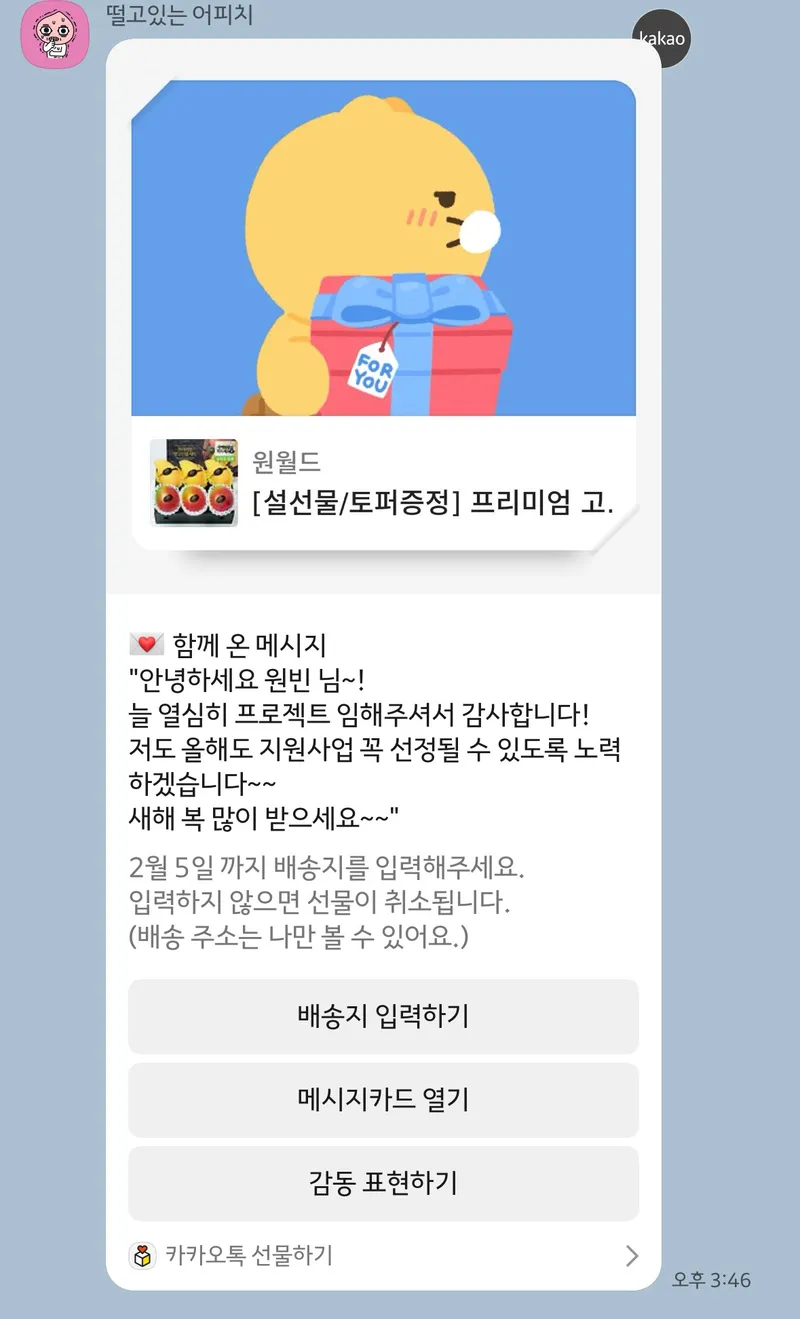 떨고있는 어피치
kakao
FOR
YOU
원월드
[설선물/토퍼증정] 프리미엄 고.
함께 온 메시지
"안녕하세요 원빈 님~!
늘 열심히 프로젝트 임해주셔서 감사합니다!
저도 올해도 지원사업 꼭 선정될 수 있도록 노력
하겠습니다~~
새해 복 많이 받으세요~~"
2월 5일 까지 배송지를 입력해주세요.
입력하지 않으면 선물이 취소됩니다.
(배송 주소는 나만 볼 수 있어요.)
배송지 입력하기
메시지카드 열기
감동 표현하기
카카오톡 선물하기
오후 3:46